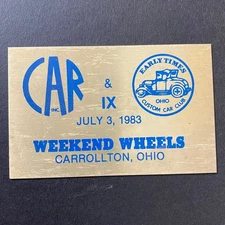 CAR
INC.
&
IX
EARLY TIMES
OHIO
CUSTOM CAR CLUB
JULY 3, 1983
WEEKEND WHEELS
CARROLLTON, OHIO